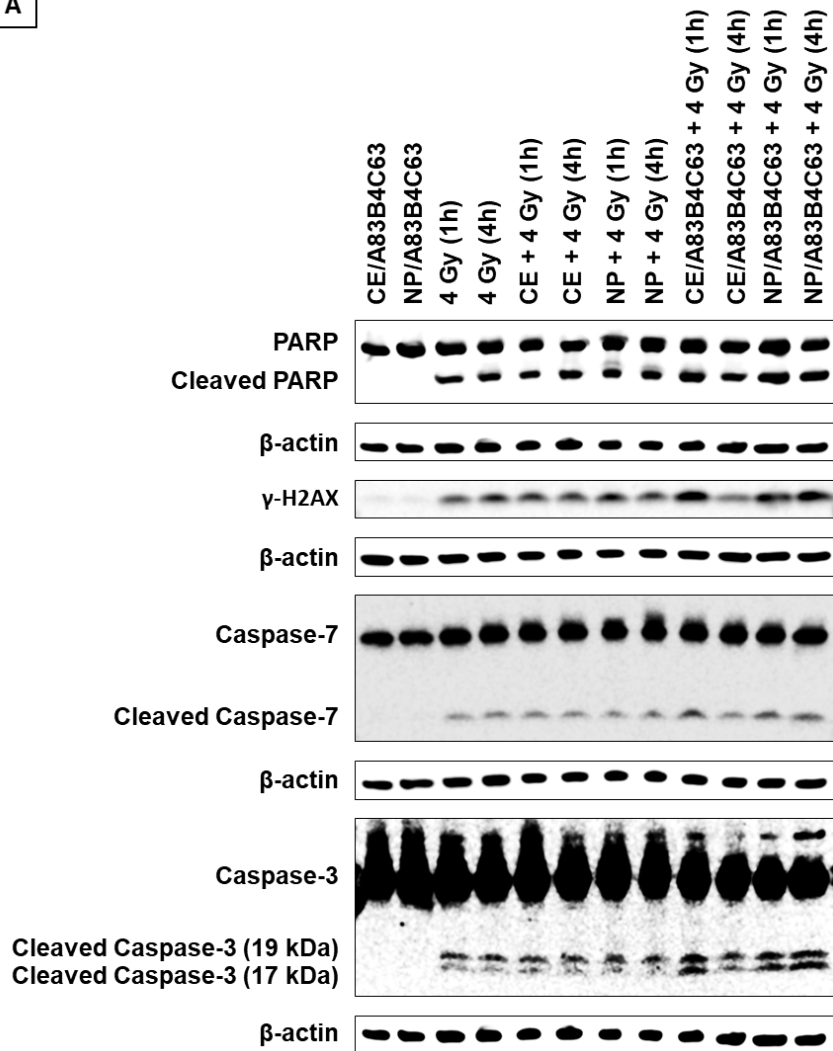 A
CE/A83B4C63
NP/A83B4C63
4 Gy (1h)
4 Gy (4h)
CE + 4 Gy (1h)
CE + 4 Gy (4h)
NP + 4 Gy (1h)
NP + 4 Gy (4h)
CE/A83B4C63 + 4 Gy (1h)
CE/A83B4C63 + 4 Gy (4h)
NP/A83B4C63 + 4 Gy (1h)
NP/A83B4C63 + 4 Gy (4h)
PARP
Cleaved PARP
β-actin
γ-H2AX
β-actin
Caspase-7
Cleaved Caspase-7
β-actin
Caspase-3
Cleaved Caspase-3 (19 kDa)
Cleaved Caspase-3 (17 kDa)
β-actin